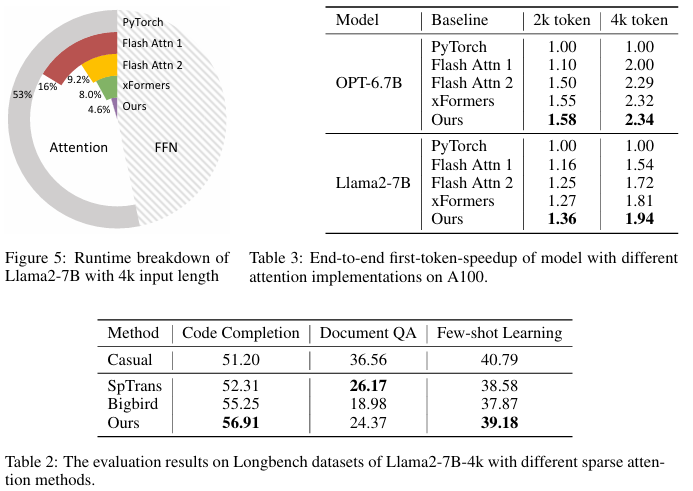 PyTorch
Flash Attn 1
Flash Attn 2
xFormers
Ours
53%
16%
9.2%
8.0%
4.6%
Attention
FFN
Figure 5: Runtime breakdown of
Llama2-7B with 4k input length
Model Baseline 2k token 4k token
OPT-6.7B
PyTorch 1.00 1.00
Flash Attn 1 1.10 2.00
Flash Attn 2 1.50 2.29
xFormers 1.55 2.32
Ours 1.58 2.34
Llama2-7B
PyTorch 1.00 1.00
Flash Attn 1 1.16 1.54
Flash Attn 2 1.25 1.72
xFormers 1.27 1.81
Ours 1.36 1.94
Table 3: End-to-end first-token-speedup of model with different
attention implementations on A100.
Method Code Completion Document QA Few-shot Learning
Casual 51.20 36.56 40.79
SpTrans 52.31 26.17 38.58
Bigbird 55.25 18.98 37.87
Ours 56.91 24.37 39.18
Table 2: The evaluation results on Longbench datasets of Llama2-7B-4k with different sparse atten-
tion methods.